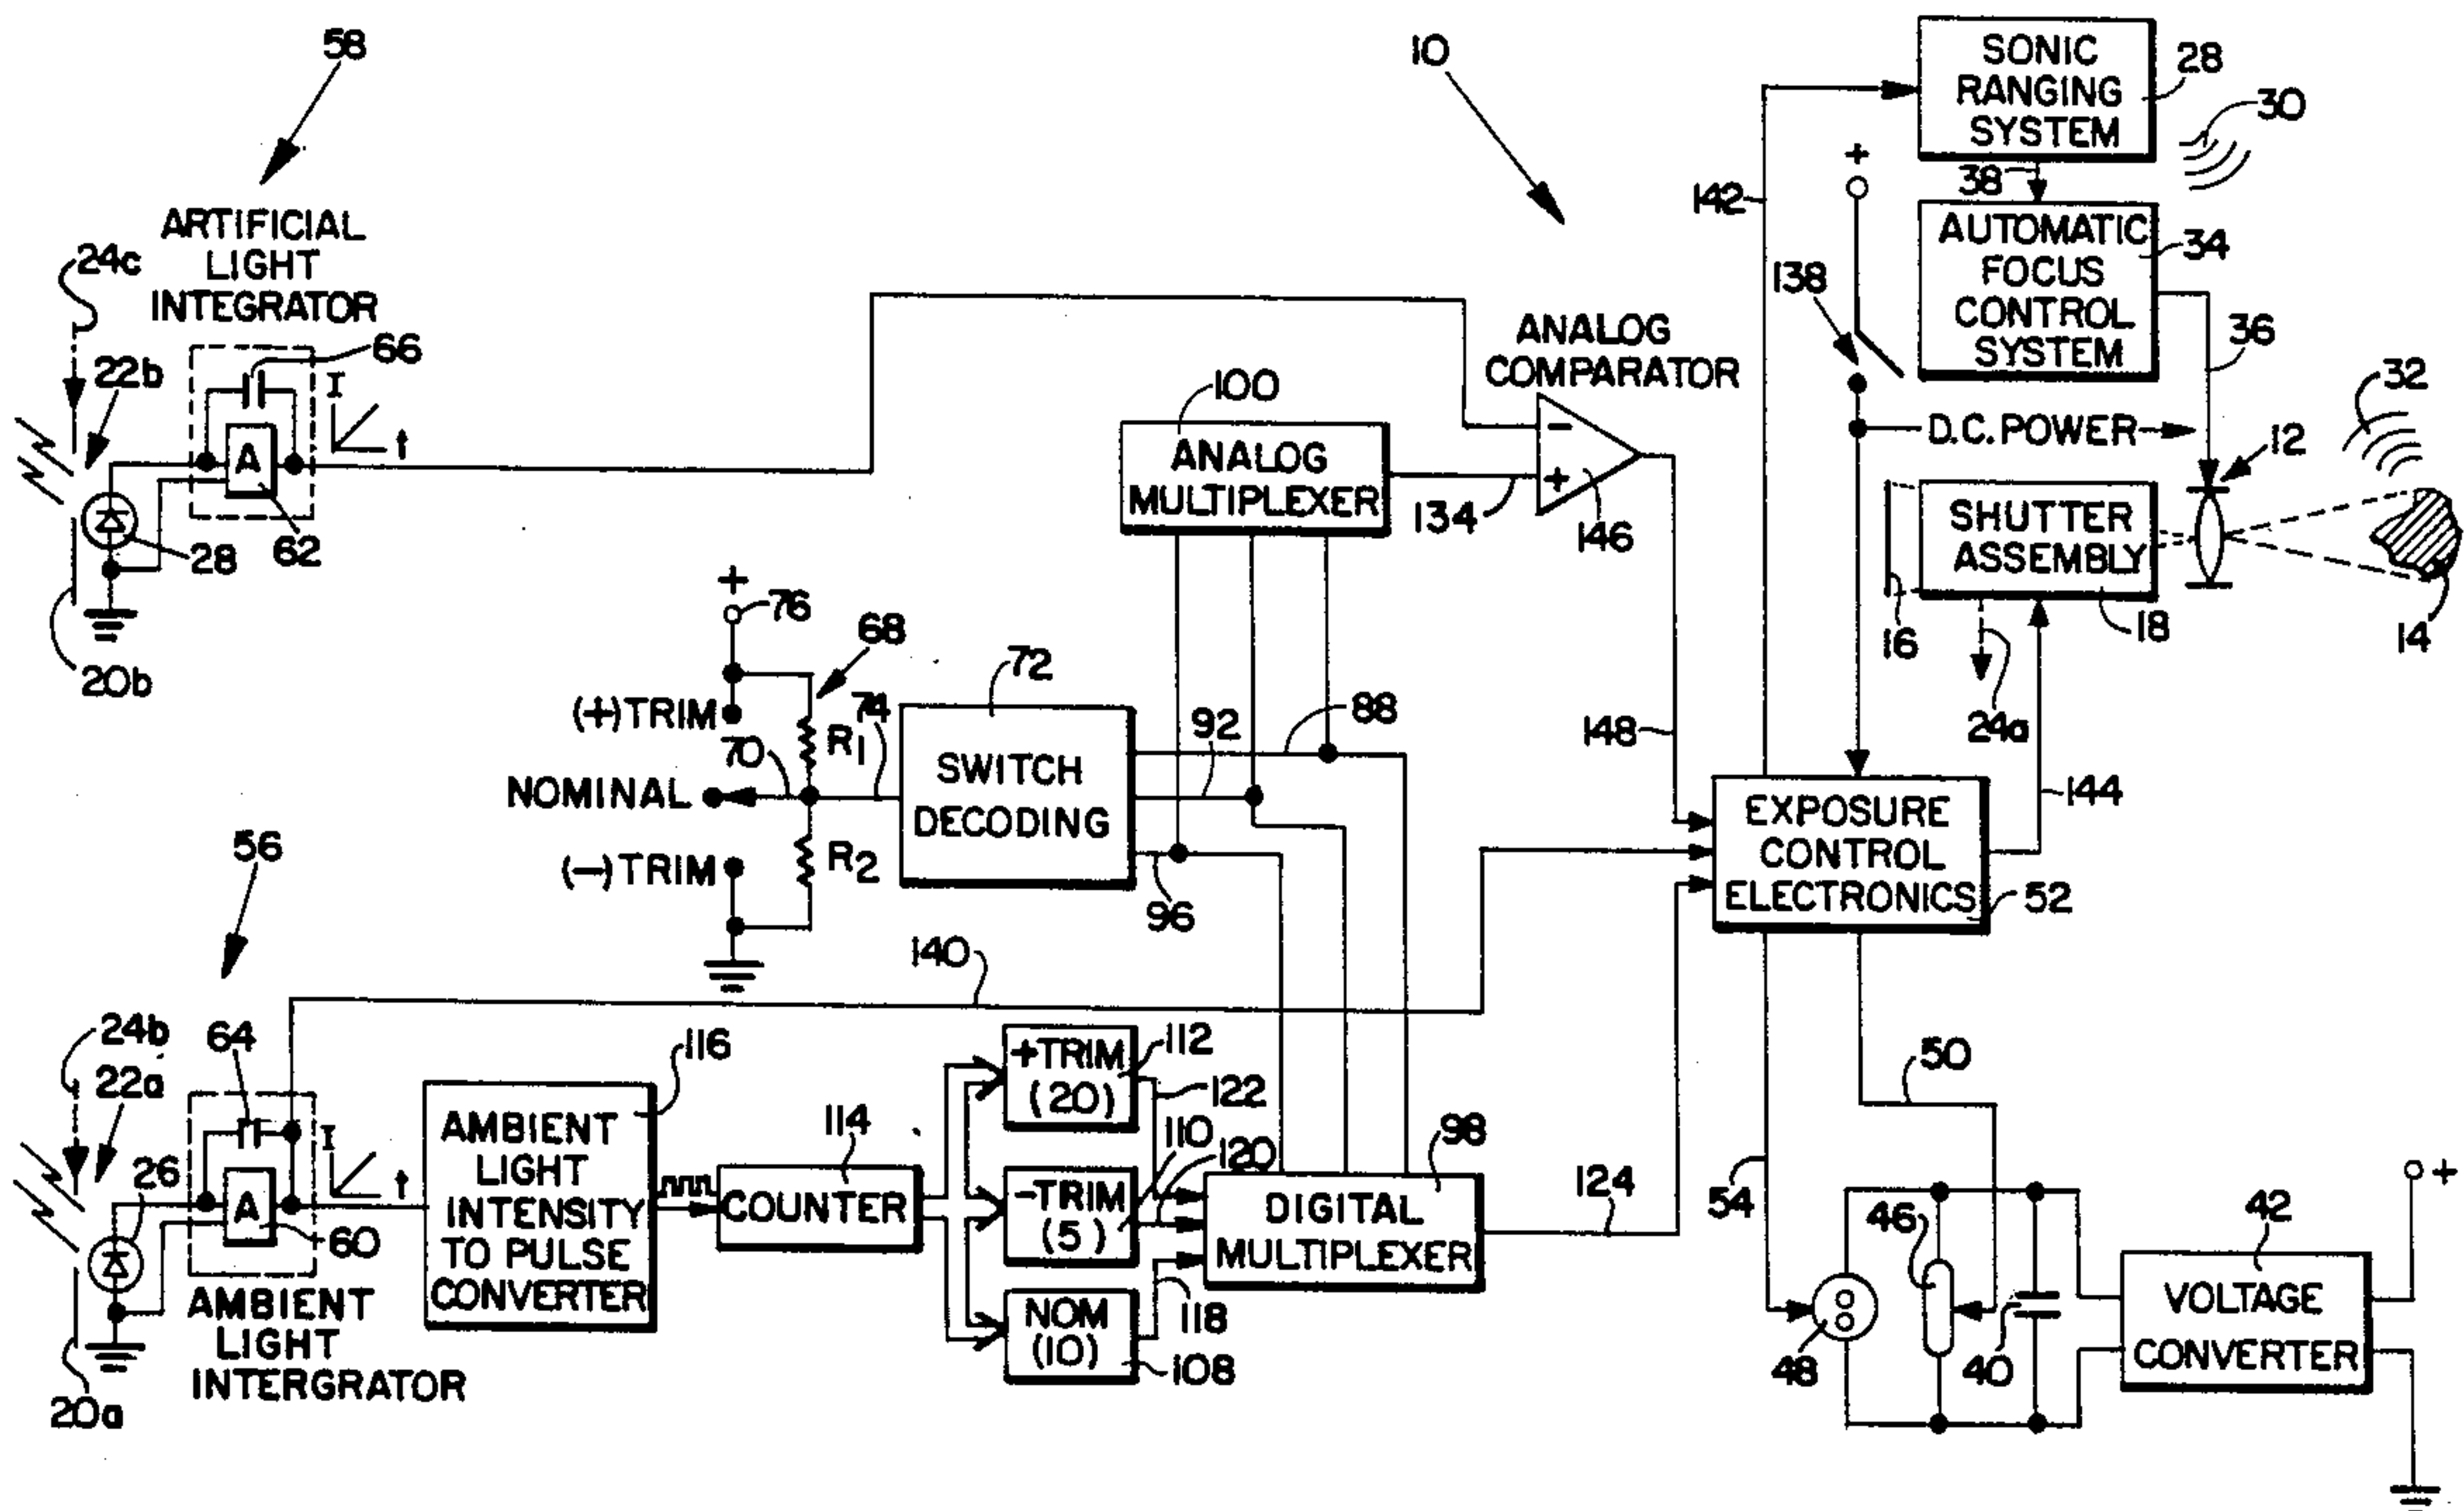 58
10
SONIC
RANGING
SYSTEM
28
30
+
142
38
ARTIFICIAL
LIGHT
INTEGRATOR
24c
AUTOMATIC
FOCUS
CONTROL
SYSTEM
34
138
36
66
22b
I
t
A
62
28
20b
ANALOG
COMPARATOR
100
ANALOG
MULTIPLEXER
134
-
+
146
D.C. POWER
12
32
SHUTTER
ASSEMBLY
16
18
14
24a
+
76
68
(+)TRIM
70
R1
74
72
SWITCH
DECODING
NOMINAL
88
92
96
(-)TRIM
R2
148
144
EXPOSURE
CONTROL
ELECTRONICS
52
56
140
24b
64
22a
26
I
t
A
60
AMBIENT
LIGHT
INTERGRATOR
20a
116
AMBIENT
LIGHT
INTENSITY
TO PULSE
CONVERTER
114
COUNTER
+TRIM
(20)
112
122
110
120
-TRIM
(5)
NOM
(10)
118
108
98
DIGITAL
MULTIPLEXER
124
50
54
46
48
40
42
VOLTAGE
CONVERTER
+